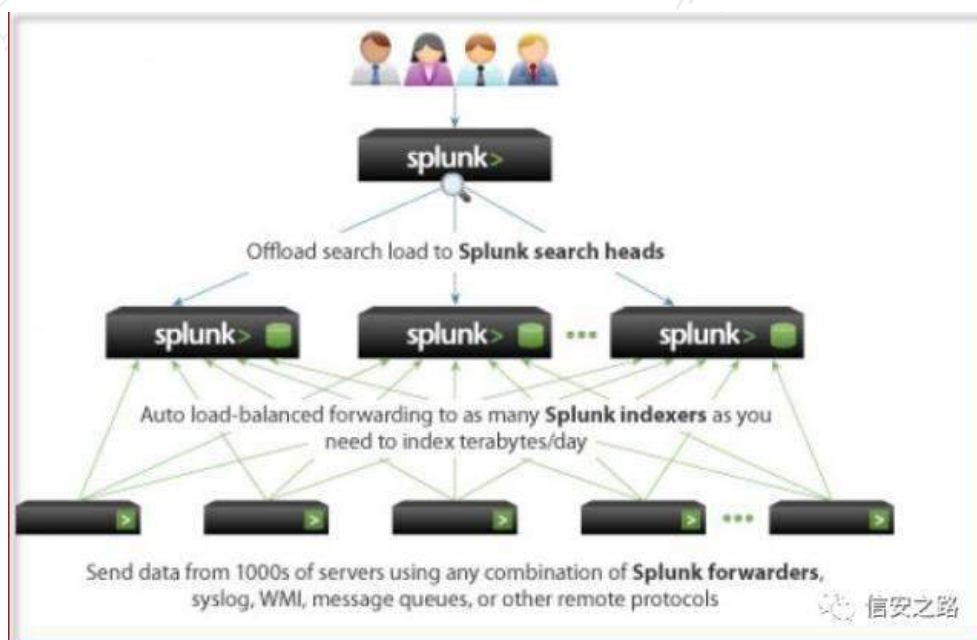 splunk>
Offload search load to Splunk search heads
splunk> splunk> ... splunk>
Auto load-balanced forwarding to as many Splunk indexers as you
need to index terabytes/day
> > > > ... >
Send data from 1000s of servers using any combination of Splunk forwarders,
syslog, WMI, message queues, or other remote protocols
信安之路